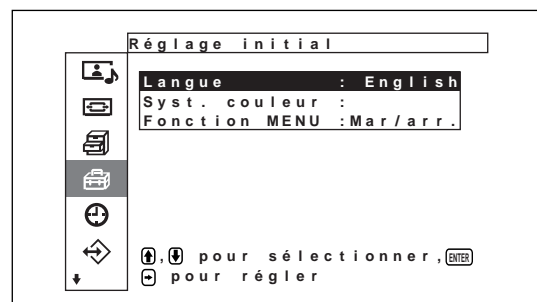 Réglage initial
Langue : English
Syst. couleur :
Fonction MENU :Mar/arr.
, pour sélectionner, ENTER
pour régler